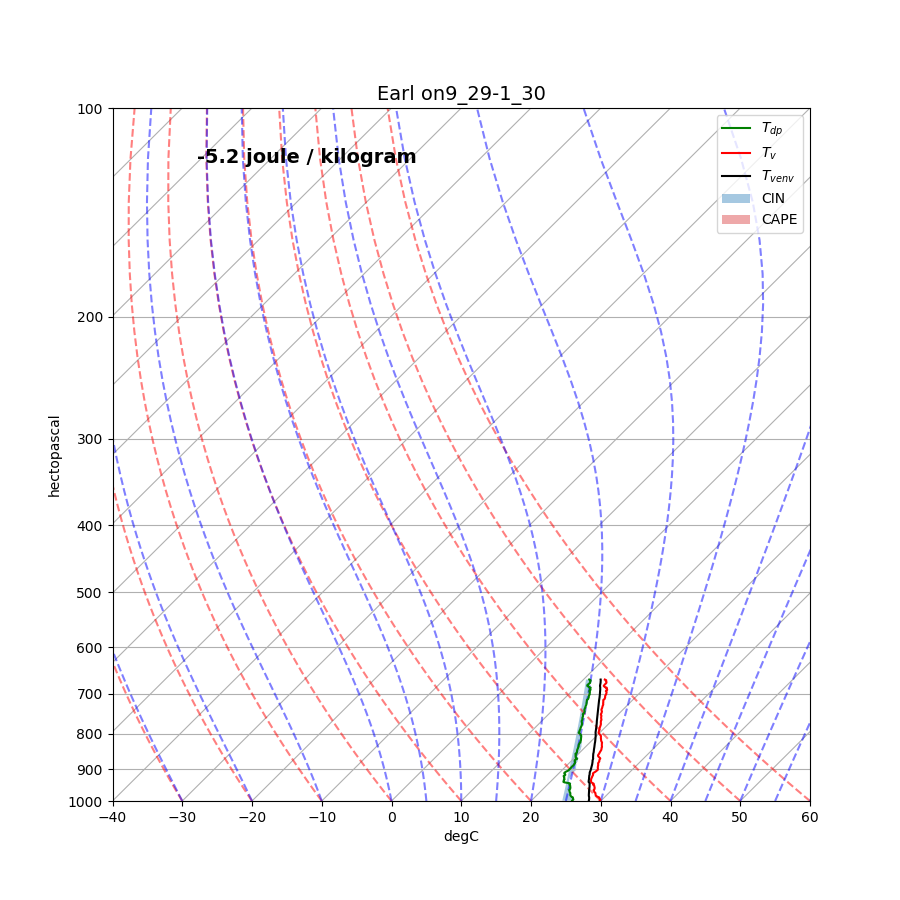 Earl on9_29-1_30
-5.2 joule / kilogram
T_dp
T_v
T_venv
CIN
CAPE
hectopascal
100
200
300
400
500
600
700
800
900
1000
−40 −30 −20 −10 0 10 20 30 40 50 60
degC